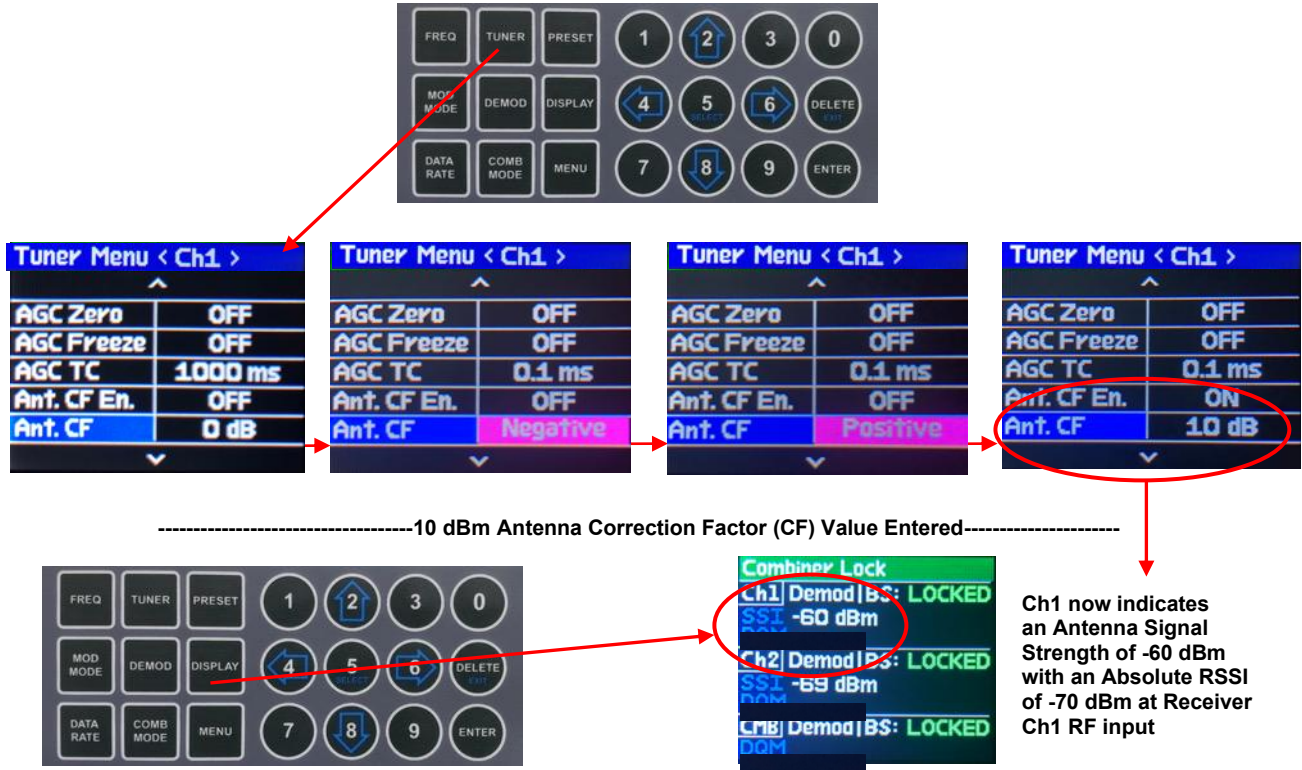 FREQ TUNER PRESET 1 2 3 0
MOD MODE DEMOD DISPLAY 4 5 SELECT 6 DELETE EXIT
DATA RATE COMB MODE MENU 7 8 9 ENTER
Tuner Menu < Ch1 >
AGC Zero OFF
AGC Freeze OFF
AGC TC 1000 ms
Ant. CF En. OFF
Ant. CF 0 dB
Tuner Menu < Ch1 >
AGC Zero OFF
AGC Freeze OFF
AGC TC 0.1 ms
Ant. CF En. OFF
Ant. CF Negative
Tuner Menu < Ch1 >
AGC Zero OFF
AGC Freeze OFF
AGC TC 0.1 ms
Ant. CF En. OFF
Ant. CF Positive
Tuner Menu < Ch1 >
AGC Zero OFF
AGC Freeze OFF
AGC TC 0.1 ms
Ant. CF En. ON
Ant. CF 10 dB
------------------------------------10 dBm Antenna Correction Factor (CF) Value Entered----------------------
FREQ TUNER PRESET 1 2 3 0
MOD MODE DEMOD DISPLAY 4 5 SELECT 6 DELETE EXIT
DATA RATE COMB MODE MENU 7 8 9 ENTER
Combiner Lock
Ch1 Demod|BS: LOCKED
SSI -60 dBm
DQM
Ch2 Demod|BS: LOCKED
SSI -69 dBm
DQM
CMB Demod|BS: LOCKED
DQM
Ch1 now indicates
an Antenna Signal
Strength of -60 dBm
with an Absolute RSSI
of -70 dBm at Receiver
Ch1 RF input